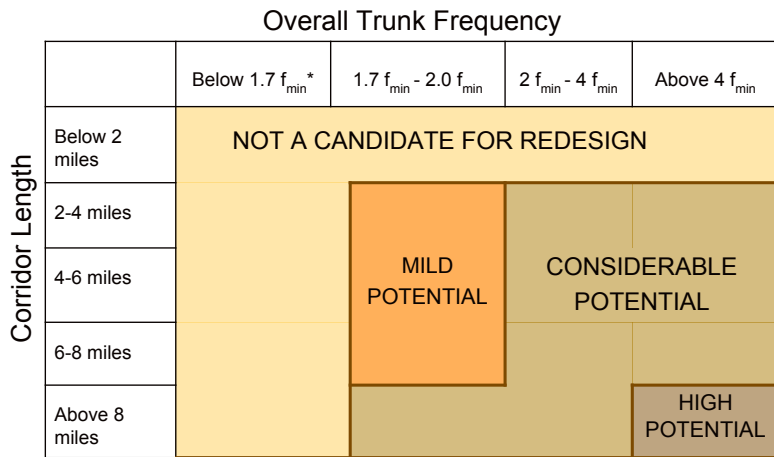 Overall Trunk Frequency
Below 1.7 fmin*
1.7 fmin - 2.0 fmin
2 fmin - 4 fmin
Above 4 fmin
Corridor Length
Below 2
miles
NOT A CANDIDATE FOR REDESIGN
2-4 miles
4-6 miles
MILD
POTENTIAL
CONSIDERABLE
POTENTIAL
6-8 miles
Above 8
miles
HIGH
POTENTIAL